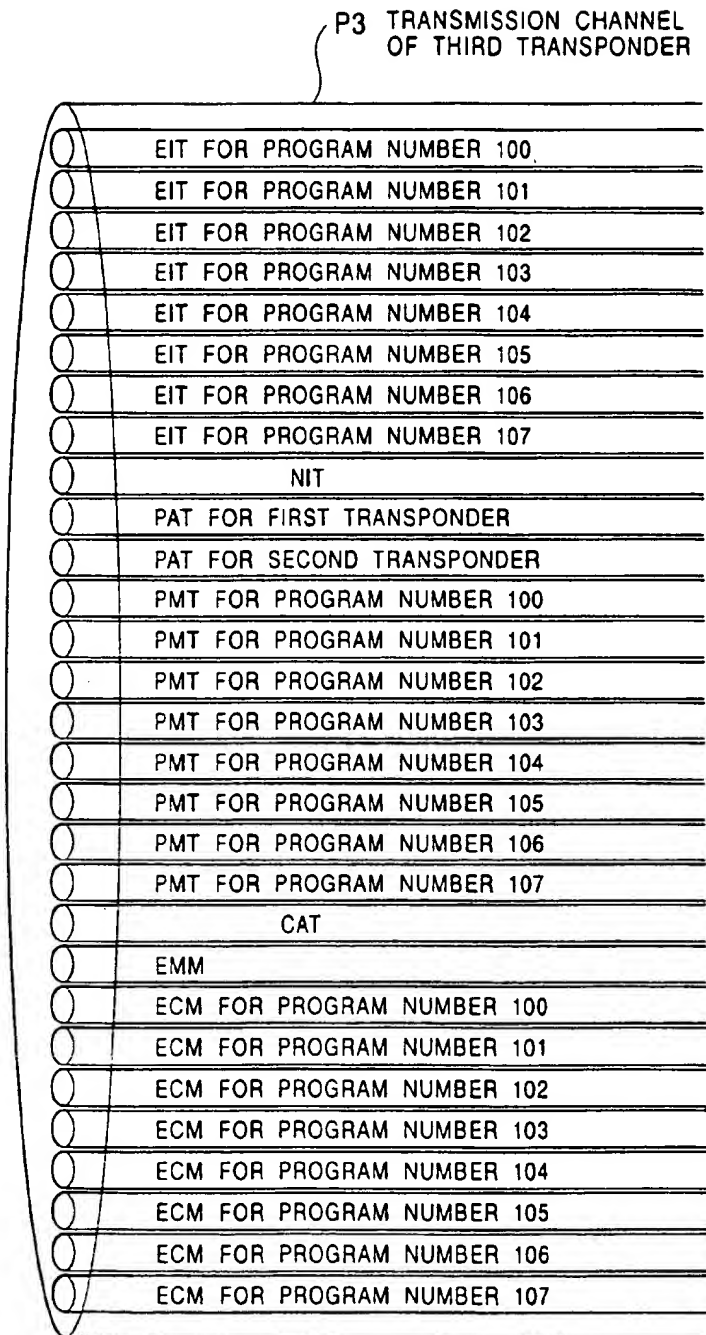 P3 TRANSMISSION CHANNEL
OF THIRD TRANSPONDER
EIT FOR PROGRAM NUMBER 100
EIT FOR PROGRAM NUMBER 101
EIT FOR PROGRAM NUMBER 102
EIT FOR PROGRAM NUMBER 103
EIT FOR PROGRAM NUMBER 104
EIT FOR PROGRAM NUMBER 105
EIT FOR PROGRAM NUMBER 106
EIT FOR PROGRAM NUMBER 107
NIT
PAT FOR FIRST TRANSPONDER
PAT FOR SECOND TRANSPONDER
PMT FOR PROGRAM NUMBER 100
PMT FOR PROGRAM NUMBER 101
PMT FOR PROGRAM NUMBER 102
PMT FOR PROGRAM NUMBER 103
PMT FOR PROGRAM NUMBER 104
PMT FOR PROGRAM NUMBER 105
PMT FOR PROGRAM NUMBER 106
PMT FOR PROGRAM NUMBER 107
CAT
EMM
ECM FOR PROGRAM NUMBER 100
ECM FOR PROGRAM NUMBER 101
ECM FOR PROGRAM NUMBER 102
ECM FOR PROGRAM NUMBER 103
ECM FOR PROGRAM NUMBER 104
ECM FOR PROGRAM NUMBER 105
ECM FOR PROGRAM NUMBER 106
ECM FOR PROGRAM NUMBER 107